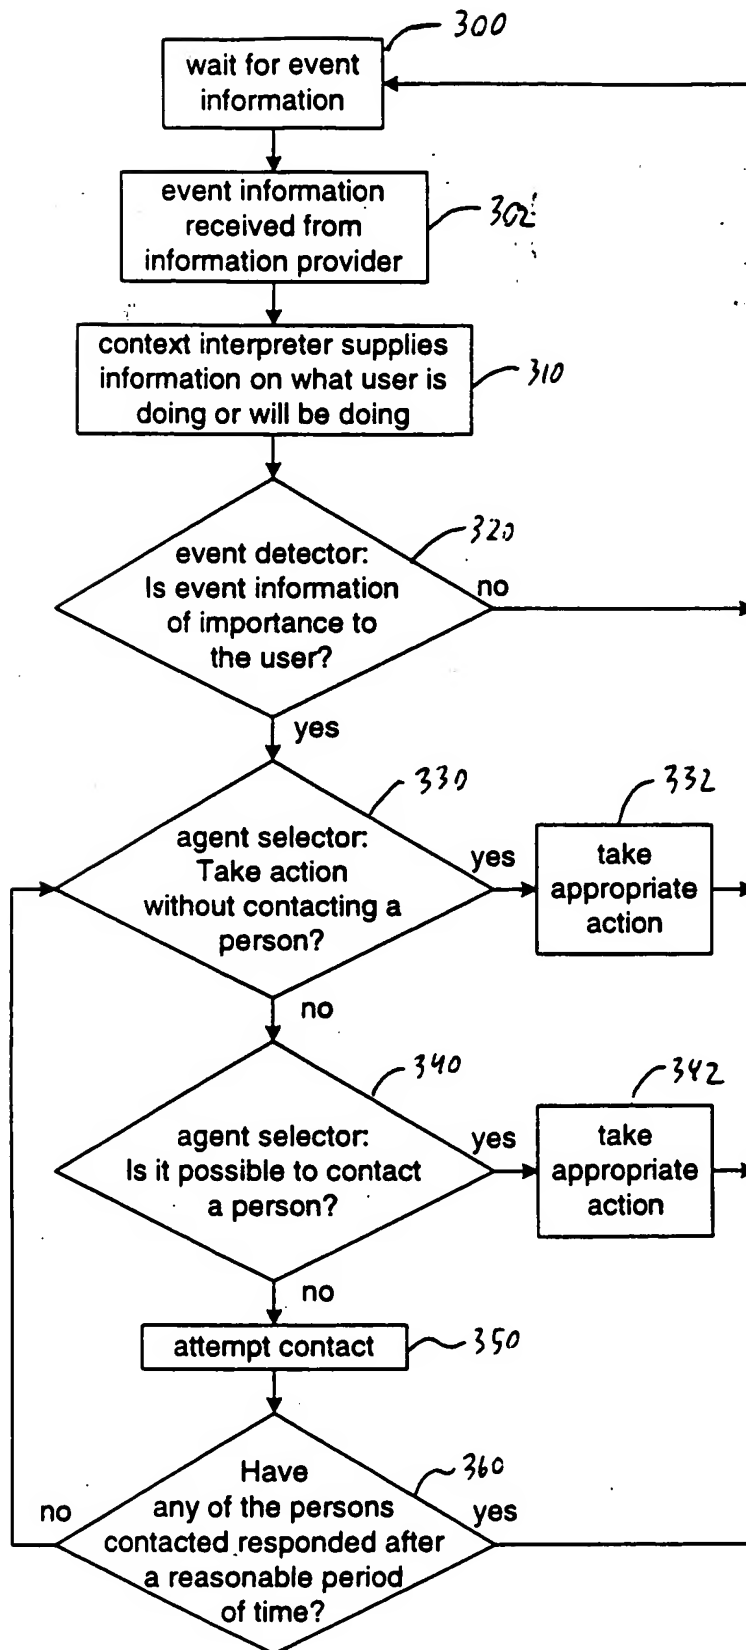 300
wait for event
information
event information
received from
information provider
302
context interpreter supplies
information on what user is
doing or will be doing
310
320
event detector:
Is event information
of importance to
the user?
no
yes
330
332
agent selector:
Take action
without contacting a
person?
yes
take
appropriate
action
no
340
342
agent selector:
Is it possible to contact
a person?
yes
take
appropriate
action
no
attempt contact
350
360
Have
any of the persons
contacted responded after
a reasonable period
of time?
no
yes